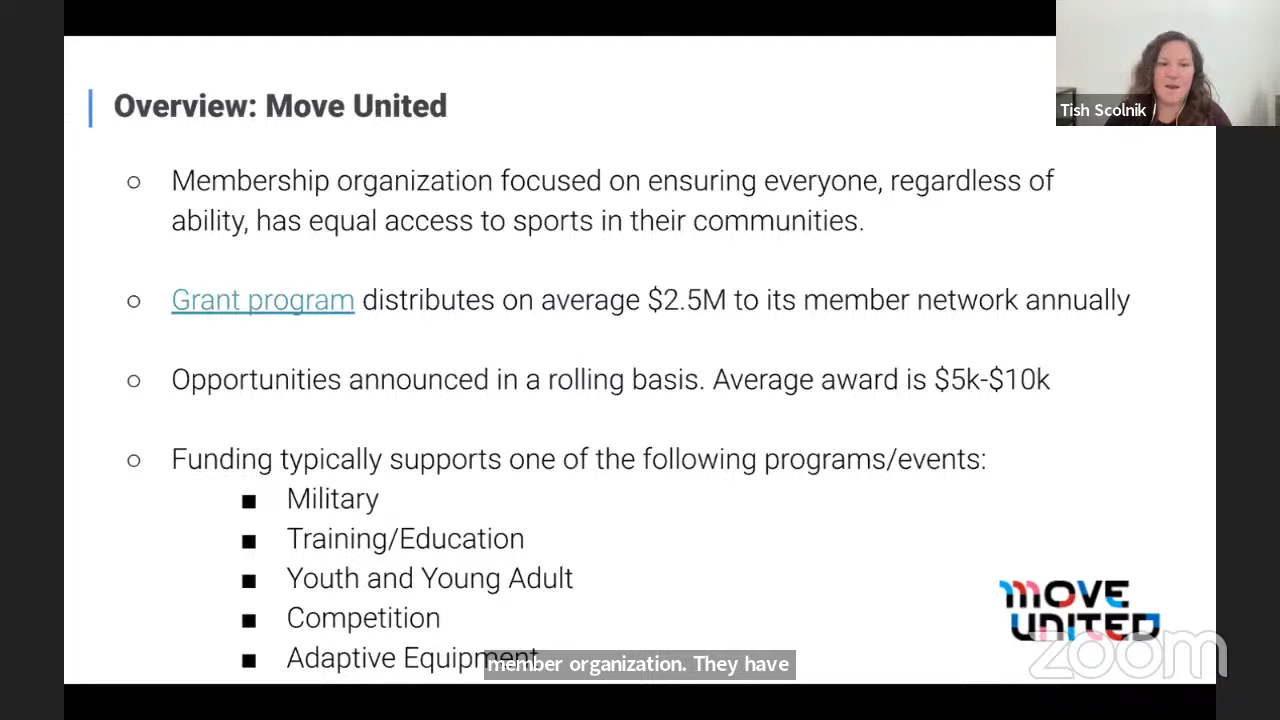 Overview: Move United
Tish Scolnik
○ Membership organization focused on ensuring everyone, regardless of
ability, has equal access to sports in their communities.
○ Grant program distributes on average $2.5M to its member network annually
○ Opportunities announced in a rolling basis. Average award is $5k-$10k
○ Funding typically supports one of the following programs/events:
■ Military
■ Training/Education
■ Youth and Young Adult
■ Competition
■ Adaptive Equipment
MOVE
UNITED
zoom
member organization. They have